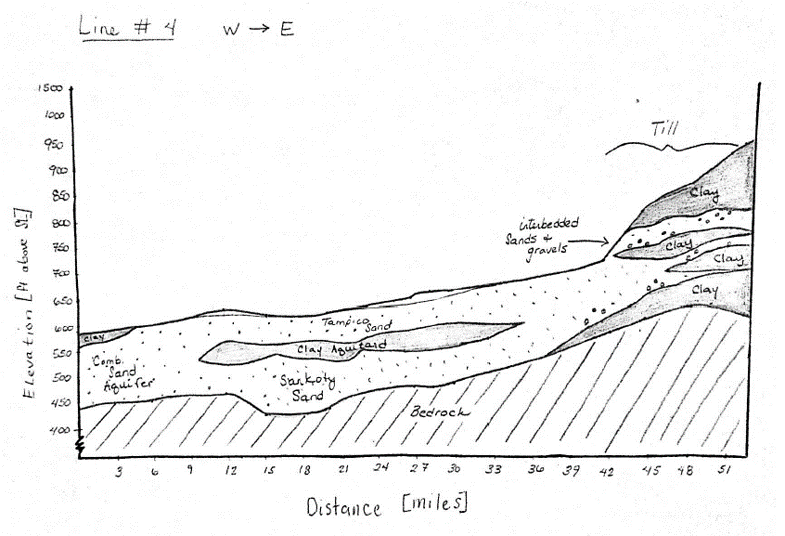 Line # 4 W → E
1500
1000
950
900
850
800
750
700
650
600
550
500
450
400
Elevation [ft above SL]
Till
Clay
interbedded
Sands &
gravels
Clay
Clay
Clay
Tampico Sand
Clay
Clay Aquitard
Comb.
Sand
Aquifer
Sankoty
Sand
Bedrock
3 6 9 12 15 18 21 24 27 30 33 36 39 42 45 48 51
Distance [miles]